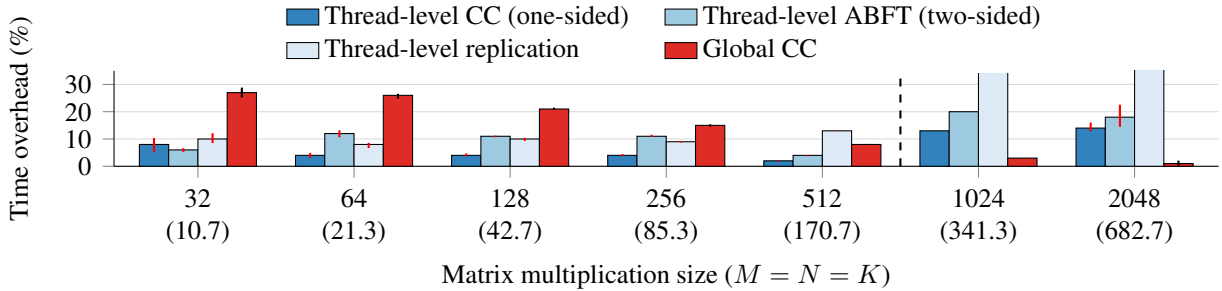 Thread-level CC (one-sided)
Thread-level ABFT (two-sided)
Thread-level replication
Global CC
Time overhead (%)
30
20
10
0
32 64 128 256 512 1024 2048
(10.7) (21.3) (42.7) (85.3) (170.7) (341.3) (682.7)
Matrix multiplication size (M = N = K)